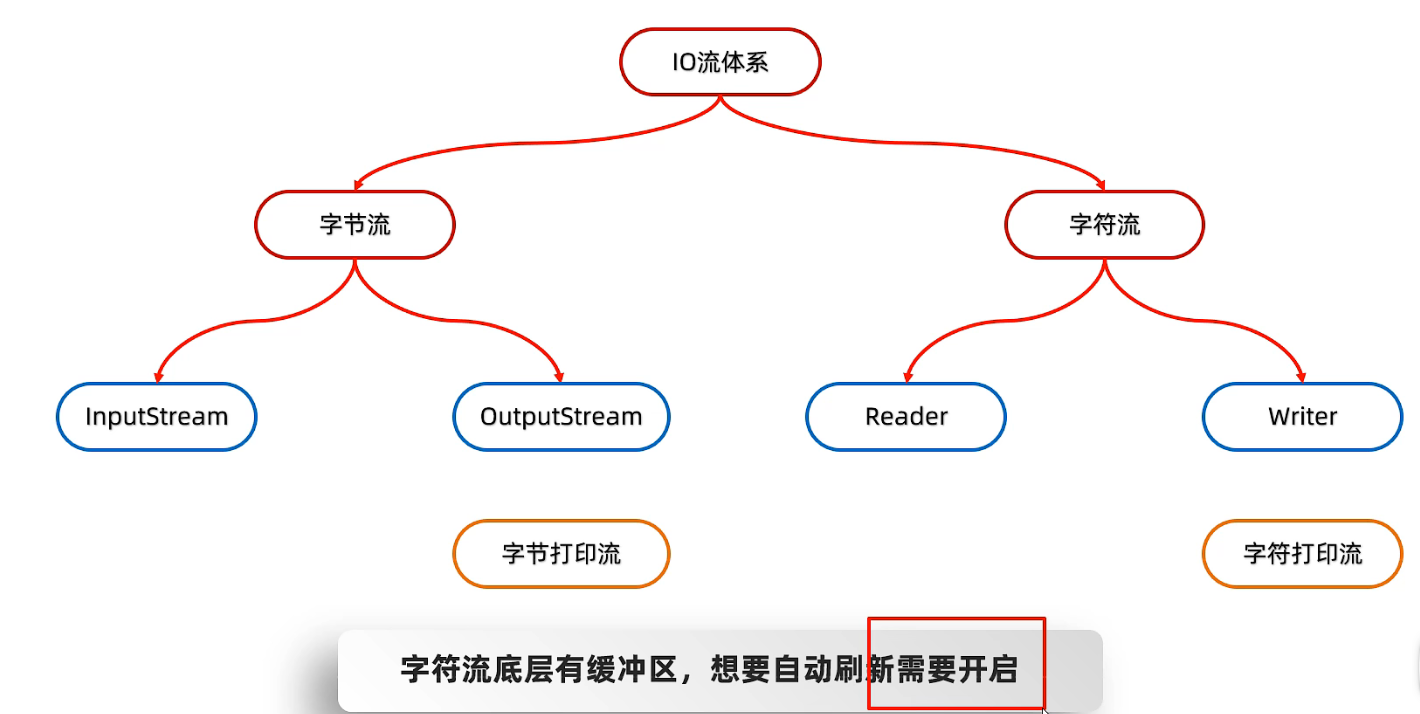 IO流体系
字节流
字符流
InputStream
OutputStream
Reader
Writer
字节打印流
字符打印流
字符流底层有缓冲区，想要自动刷新需要开启